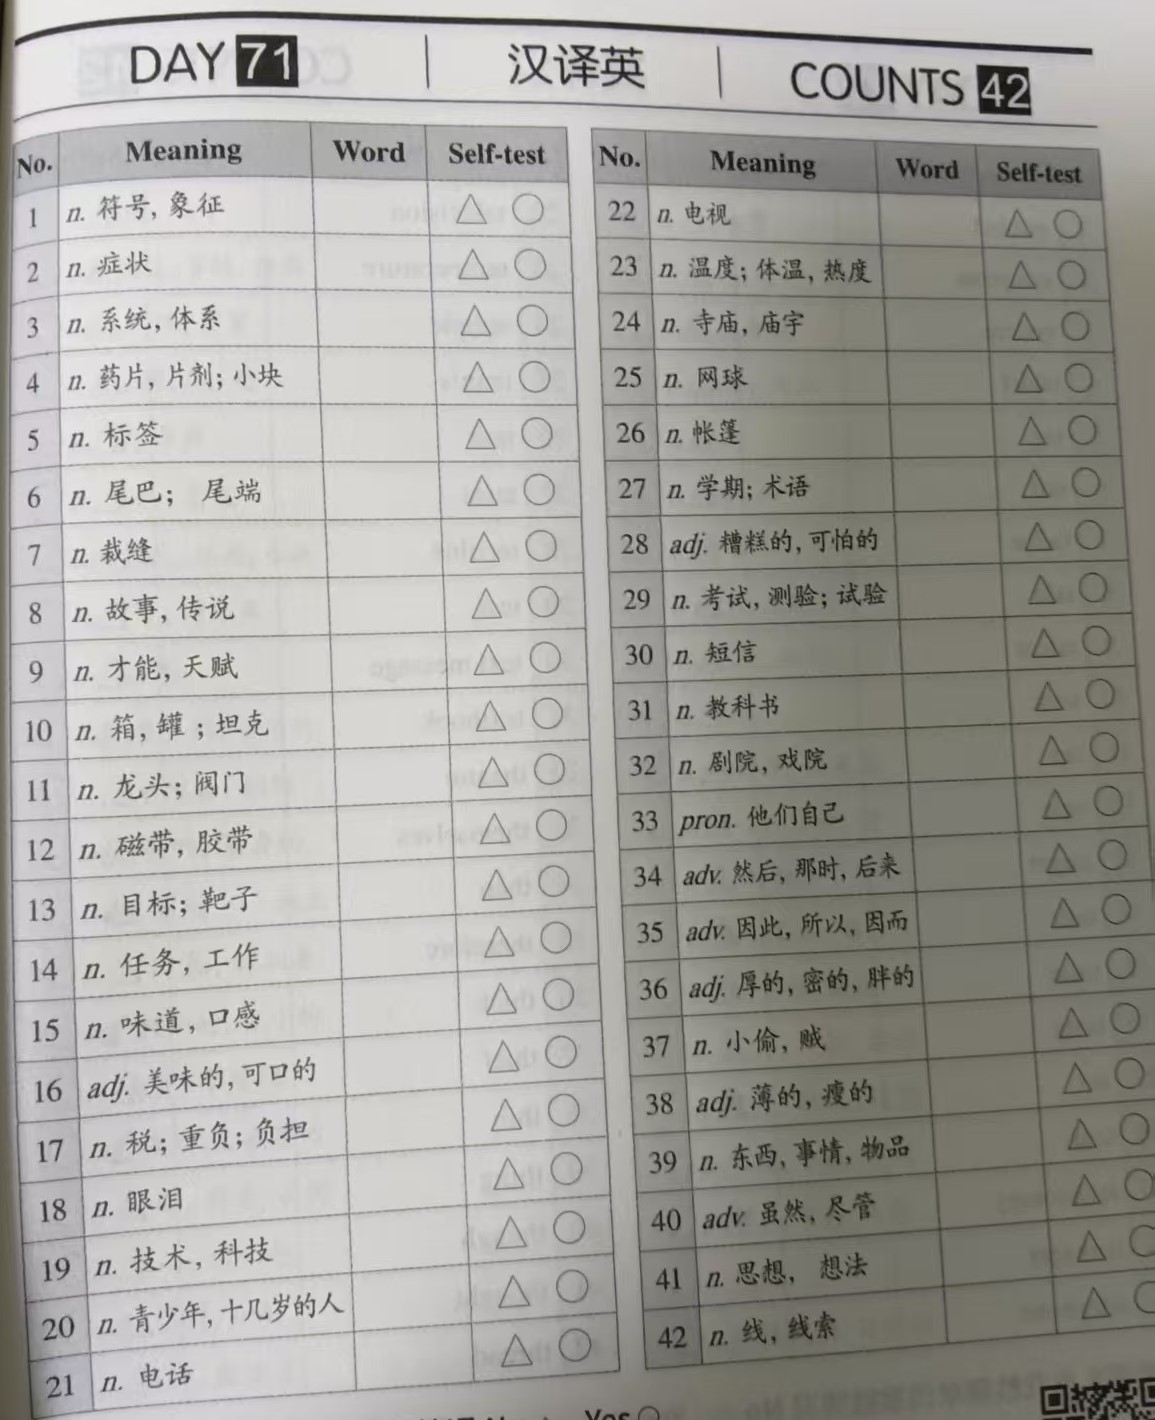 DAY 71 汉译英 COUNTS 42
No. Meaning Word Self-test
1 n. 符号, 象征 △ ○
2 n. 症状 △ ○
3 n. 系统, 体系 △ ○
4 n. 药片, 片剂; 小块 △ ○
5 n. 标签 △ ○
6 n. 尾巴; 尾端 △ ○
7 n. 裁缝 △ ○
8 n. 故事, 传说 △ ○
9 n. 才能, 天赋 △ ○
10 n. 箱, 罐 ; 坦克 △ ○
11 n. 龙头; 阀门 △ ○
12 n. 磁带, 胶带 △ ○
13 n. 目标; 靶子 △ ○
14 n. 任务, 工作 △ ○
15 n. 味道, 口感 △ ○
16 adj. 美味的, 可口的 △ ○
17 n. 税; 重负; 负担 △ ○
18 n. 眼泪 △ ○
19 n. 技术, 科技 △ ○
20 n. 青少年, 十几岁的人 △ ○
21 n. 电话 △ ○
No. Meaning Word Self-test
22 n. 电视 △ ○
23 n. 温度; 体温, 热度 △ ○
24 n. 寺庙, 庙宇 △ ○
25 n. 网球 △ ○
26 n. 帐篷 △ ○
27 n. 学期; 术语 △ ○
28 adj. 糟糕的, 可怕的 △ ○
29 n. 考试, 测验; 试验 △ ○
30 n. 短信 △ ○
31 n. 教科书 △ ○
32 n. 剧院, 戏院 △ ○
33 pron. 他们自己 △ ○
34 adv. 然后, 那时, 后来 △ ○
35 adv. 因此, 所以, 因而 △ ○
36 adj. 厚的, 密的, 胖的 △ ○
37 n. 小偷, 贼 △ ○
38 adj. 薄的, 瘦的 △ ○
39 n. 东西, 事情, 物品 △ ○
40 adv. 虽然, 尽管 △ ○
41 n. 思想, 想法 △ ○
42 n. 线, 线索 △ ○
Yes ○